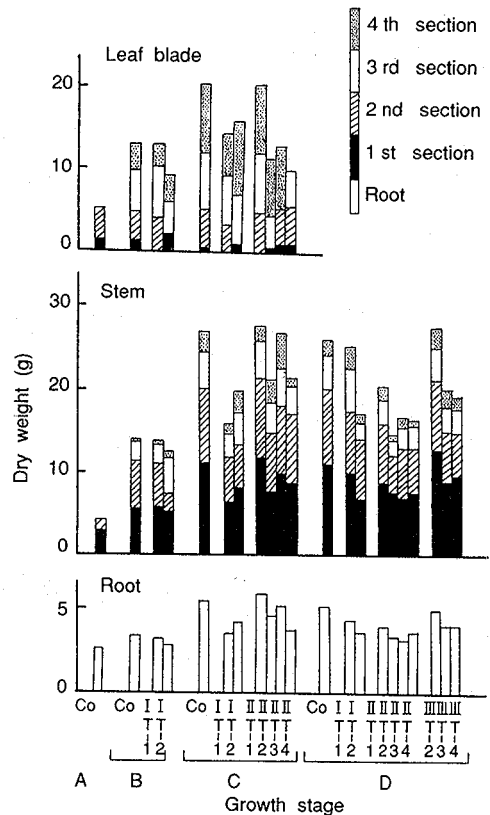 4 th section
3 rd section
2 nd section
1 st section
Root
Leaf blade
20
10
0
Stem
30
20
10
0
Dry weight (g)
Root
5
0
Co Co I I Co I I II II II II Co I I II II II II III III III
T T T T T T T T T T T T T T T T T
1 2 1 2 1 2 3 4 1 2 1 2 3 4 2 3 4
A B C D
Growth stage